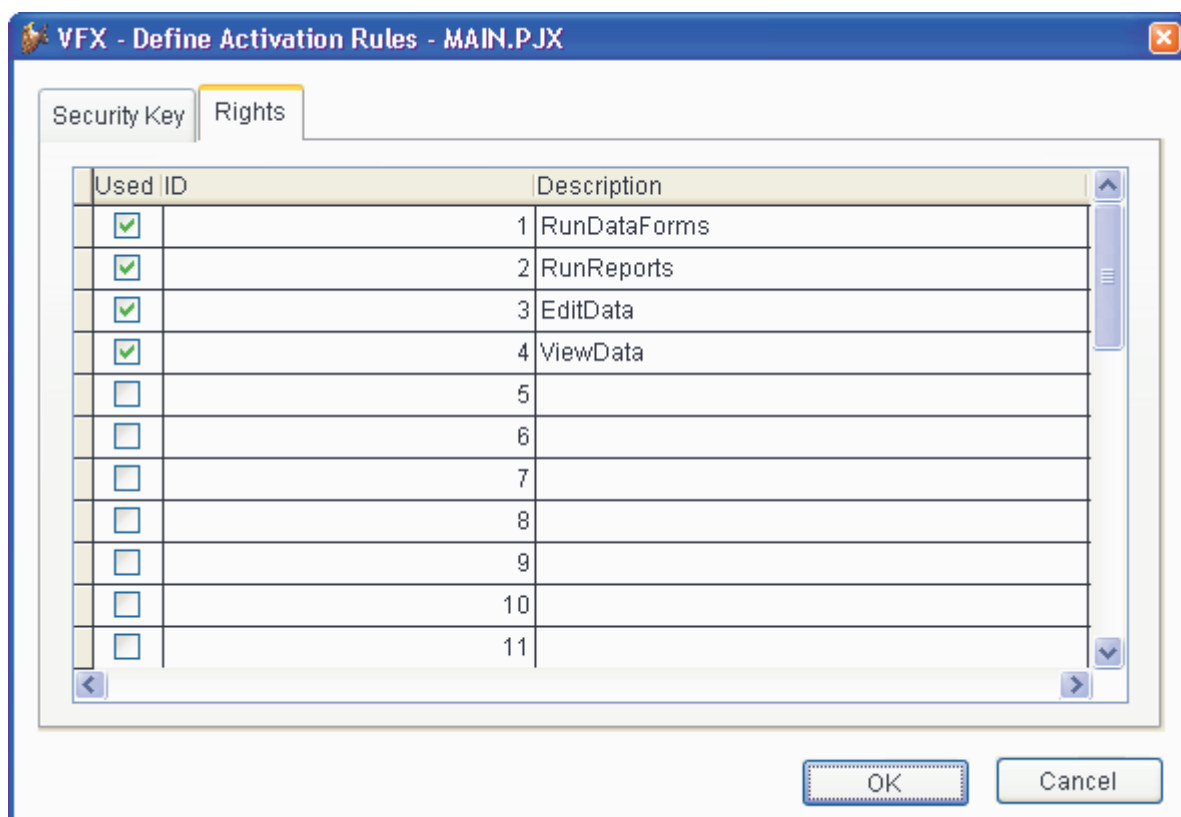 VFX - Define Activation Rules - MAIN.PJX
Security Key Rights
Used ID Description
1 RunDataForms
2 RunReports
3 EditData
4 ViewData
5
6
7
8
9
10
11
OK Cancel